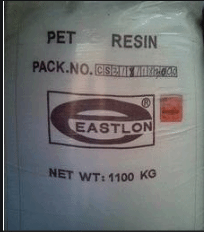 PET RESIN
PACK.NO.
®
EASTLON
NET WT: 1100 KG